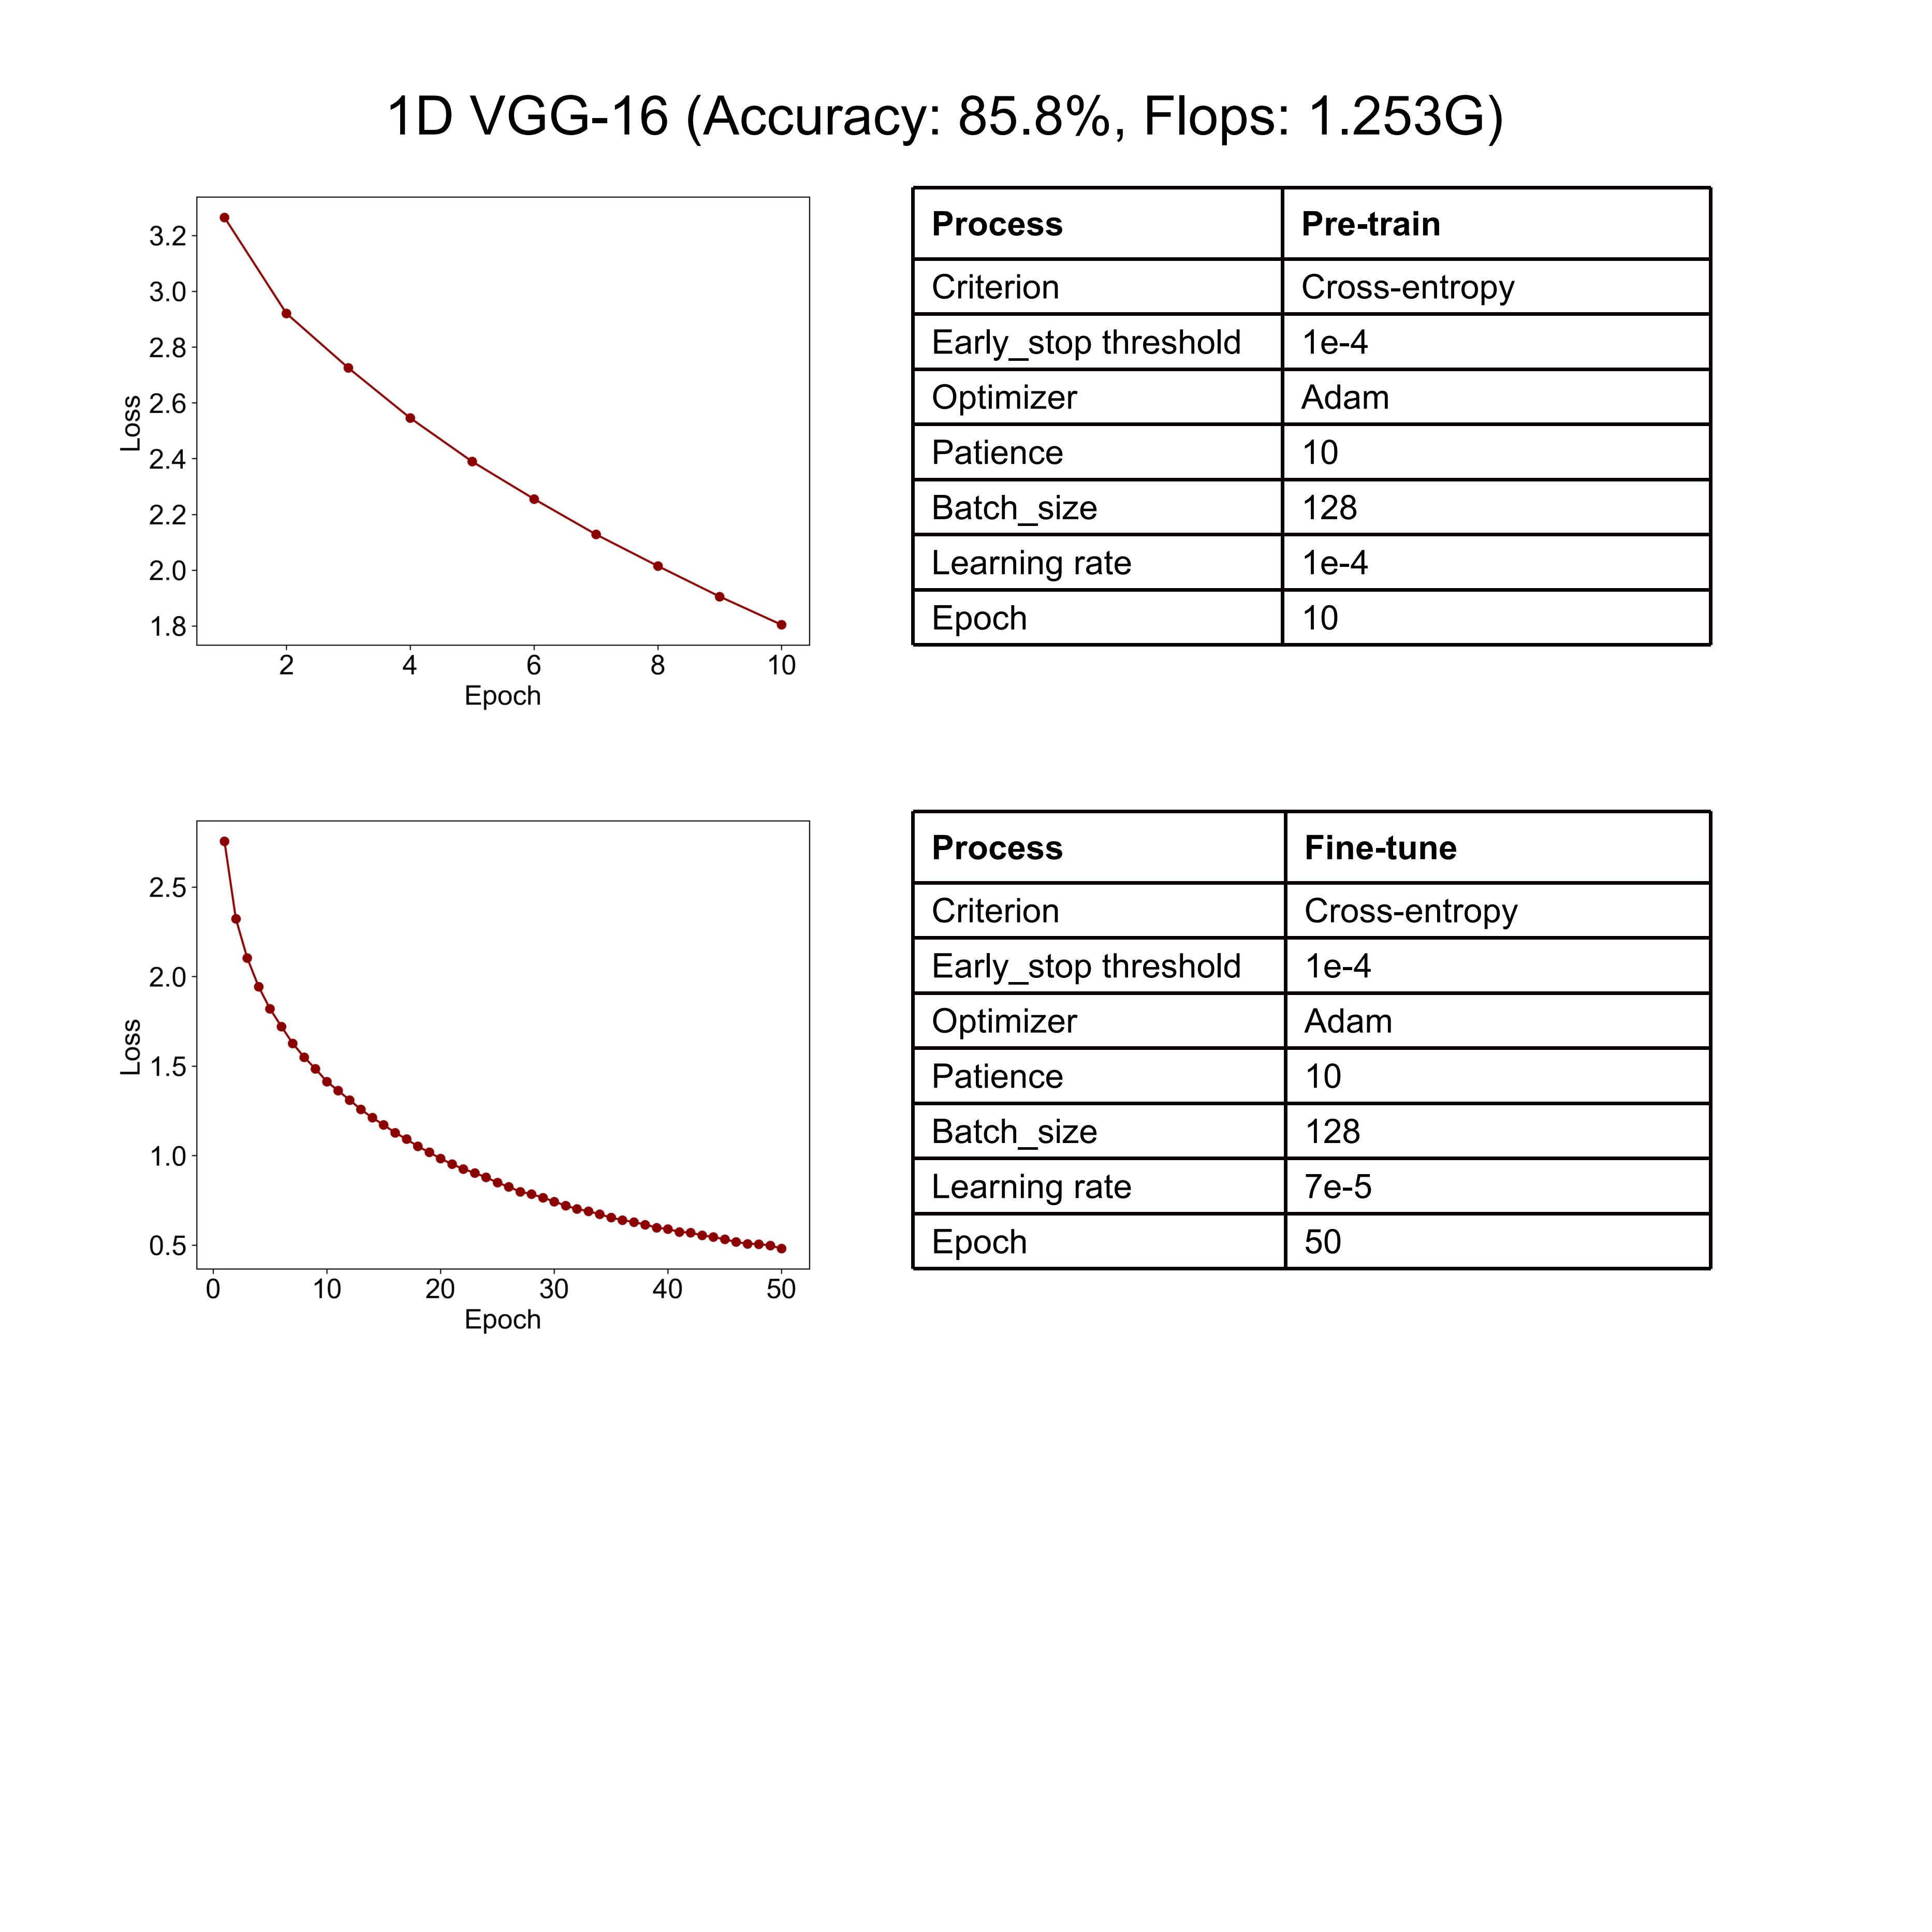 1D VGG-16 (Accuracy: 85.8%, Flops: 1.253G)
3.2
3.0
2.8
2.6
2.4
2.2
2.0
1.8
Loss
2 4 6 8 10
Epoch
Process Pre-train
Criterion Cross-entropy
Early_stop threshold 1e-4
Optimizer Adam
Patience 10
Batch_size 128
Learning rate 1e-4
Epoch 10
2.5
2.0
1.5
1.0
0.5
Loss
0 10 20 30 40 50
Epoch
Process Fine-tune
Criterion Cross-entropy
Early_stop threshold 1e-4
Optimizer Adam
Patience 10
Batch_size 128
Learning rate 7e-5
Epoch 50